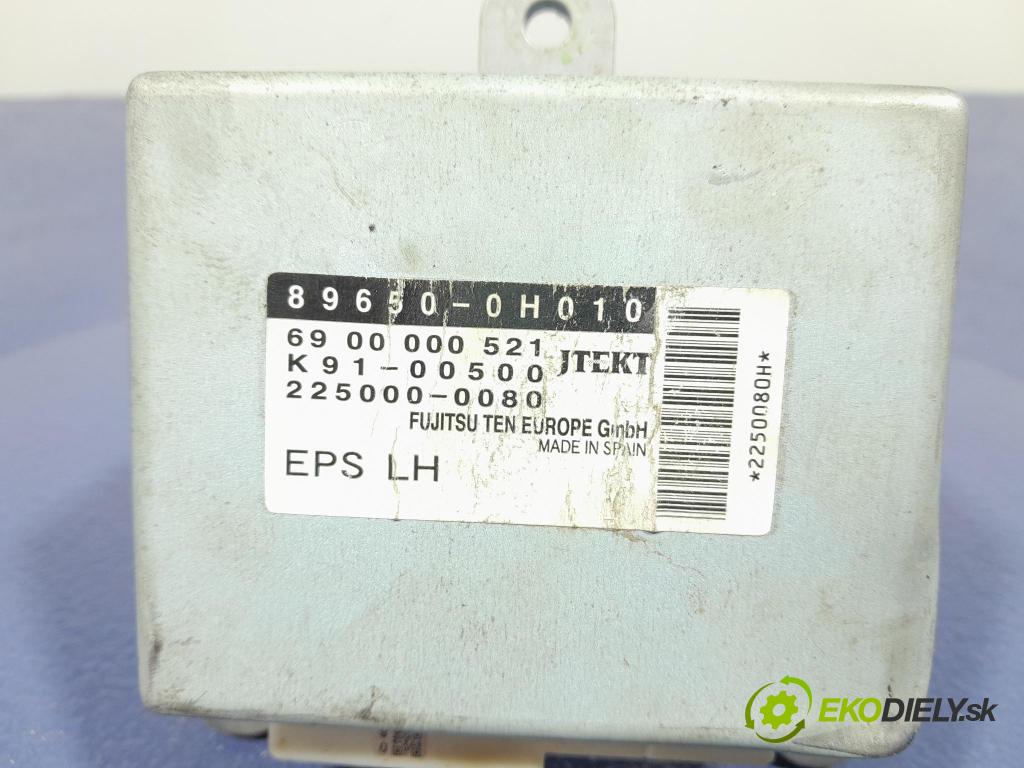 89650-0H010
69 00 000 521
JTEKT
K91-00500
225000-0080
FUJITSU TEN EUROPE GmbH
MADE IN SPAIN
EPS LH
*2250080H*
EKODIELY.sk